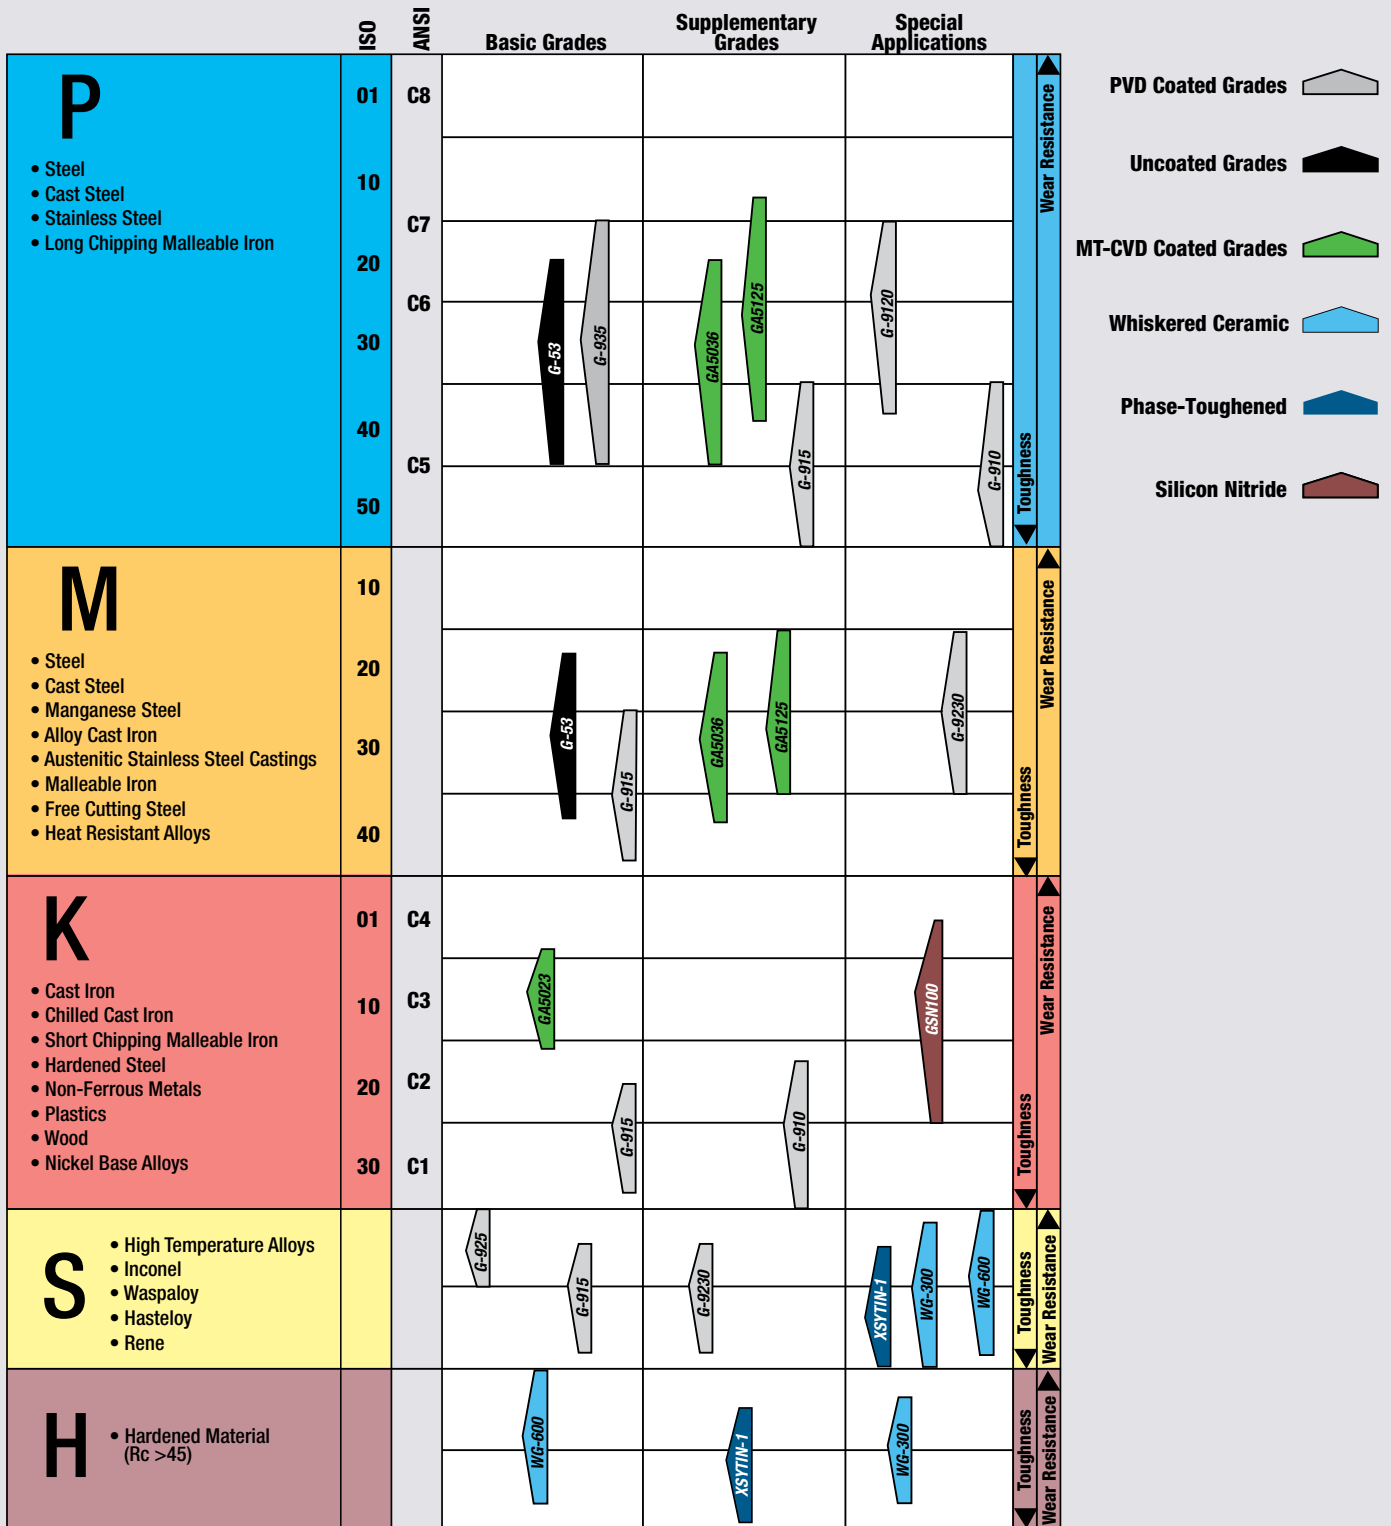 ISO
ANSI
Basic Grades
Supplementary
Grades
Special
Applications
P
• Steel
• Cast Steel
• Stainless Steel
• Long Chipping Malleable Iron
01
10
20
30
40
50
C8
C7
C6
C5
G-53
G-935
GA5036
GA5125
G-915
G-9120
G-910
Toughness
Wear Resistance
M
• Steel
• Cast Steel
• Manganese Steel
• Alloy Cast Iron
• Austenitic Stainless Steel Castings
• Malleable Iron
• Free Cutting Steel
• Heat Resistant Alloys
10
20
30
40
G-53
G-915
GA5036
GA5125
G-9230
Toughness
Wear Resistance
K
• Cast Iron
• Chilled Cast Iron
• Short Chipping Malleable Iron
• Hardened Steel
• Non-Ferrous Metals
• Plastics
• Wood
• Nickel Base Alloys
01
10
20
30
C4
C3
C2
C1
GA5023
G-915
G-910
GSN100
Toughness
Wear Resistance
S
• High Temperature Alloys
• Inconel
• Waspaloy
• Hasteloy
• Rene
G-925
G-915
G-9230
XSYTIN-1
WG-300
WG-600
Toughness
Wear Resistance
H
• Hardened Material
(Rc >45)
WG-600
XSYTIN-1
WG-300
Toughness
Wear Resistance
PVD Coated Grades
Uncoated Grades
MT-CVD Coated Grades
Whiskered Ceramic
Phase-Toughened
Silicon Nitride